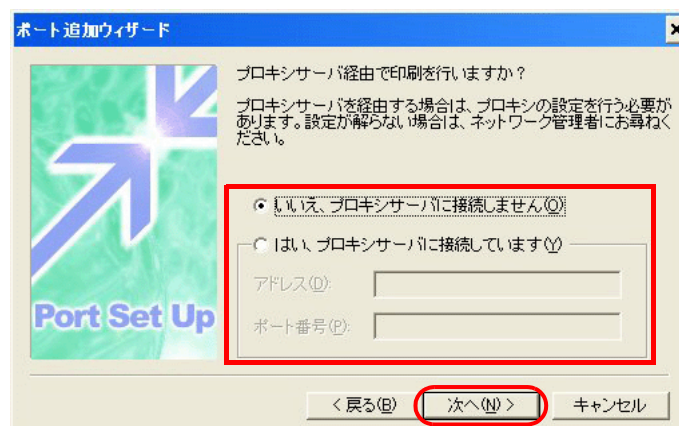 ポート追加ウィザード
プロキシサーバ経由で印刷を行いますか？
プロキシサーバを経由する場合は、プロキシの設定を行う必要が
あります。設定が解らない場合は、ネットワーク管理者にお尋ねく
ださい。
いいえ、プロキシサーバに接続しません(O)
はい、プロキシサーバに接続しています(Y)
アドレス(D):
ポート番号(P):
Port Set Up
< 戻る(B)
次へ(N) >
キャンセル